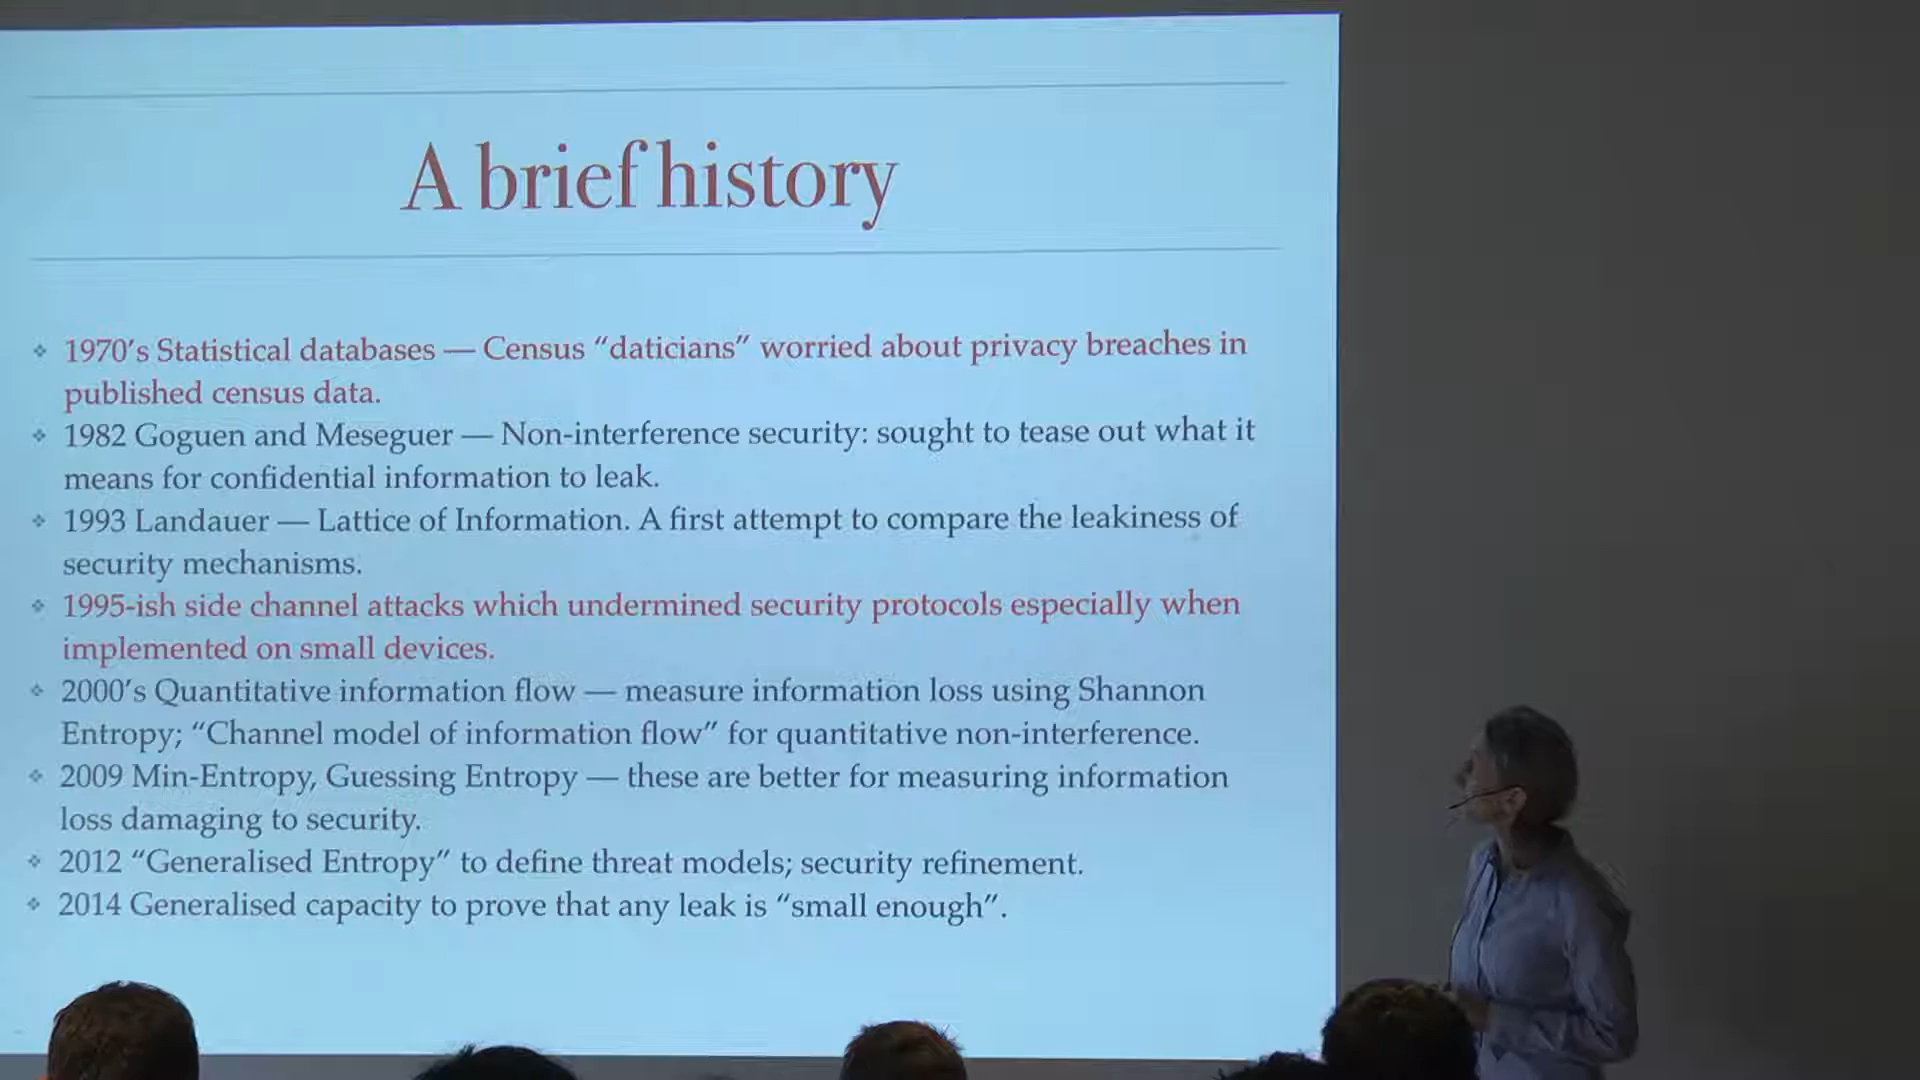 A brief history
❖ 1970's Statistical databases — Census “daticians” worried about privacy breaches in
published census data.
❖ 1982 Goguen and Meseguer — Non-interference security: sought to tease out what it
means for confidential information to leak.
❖ 1993 Landauer — Lattice of Information. A first attempt to compare the leakiness of
security mechanisms.
❖ 1995-ish side channel attacks which undermined security protocols especially when
implemented on small devices.
❖ 2000's Quantitative information flow — measure information loss using Shannon
Entropy; “Channel model of information flow” for quantitative non-interference.
❖ 2009 Min-Entropy, Guessing Entropy — these are better for measuring information
loss damaging to security.
❖ 2012 “Generalised Entropy” to define threat models; security refinement.
❖ 2014 Generalised capacity to prove that any leak is “small enough”.